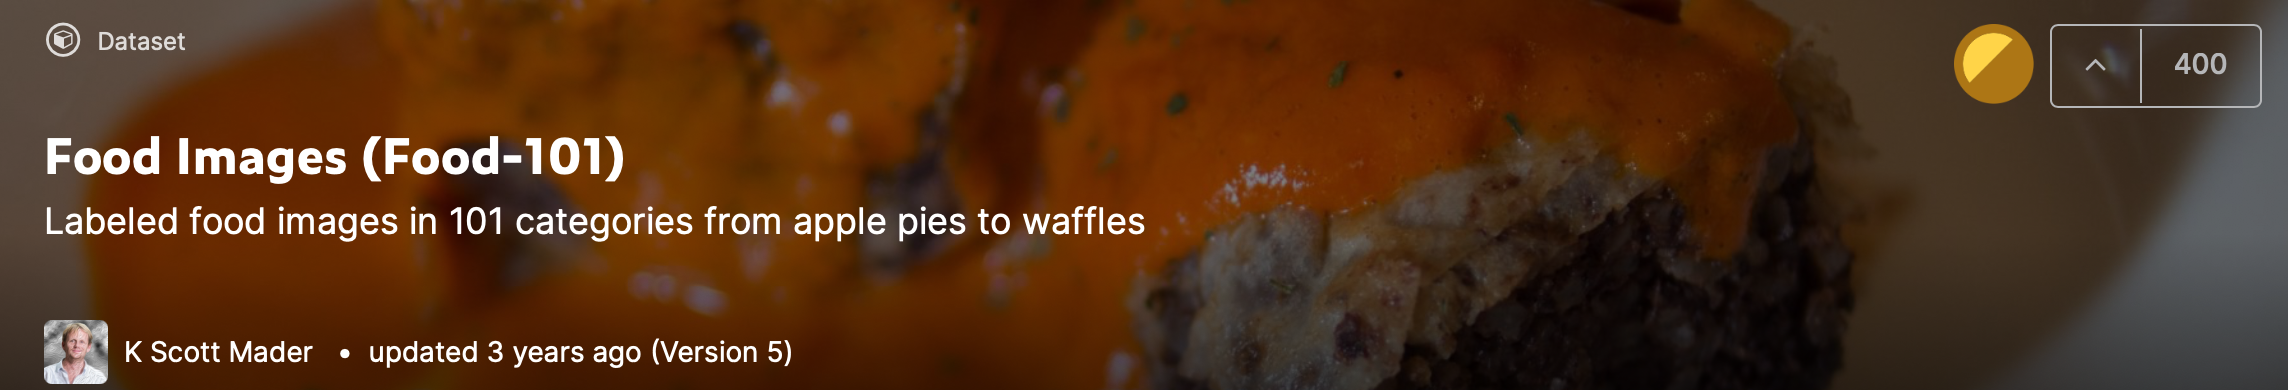 Dataset
400
Food Images (Food-101)
Labeled food images in 101 categories from apple pies to waffles
K Scott Mader • updated 3 years ago (Version 5)